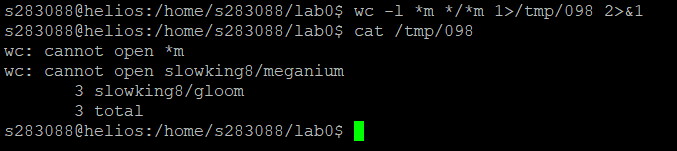 s283088@helios:/home/s283088/lab0$ wc -l *m */*m 1>/tmp/098 2>&1
s283088@helios:/home/s283088/lab0$ cat /tmp/098
wc: cannot open *m
wc: cannot open slowking8/meganium
       3 slowking8/gloom
       3 total
s283088@helios:/home/s283088/lab0$